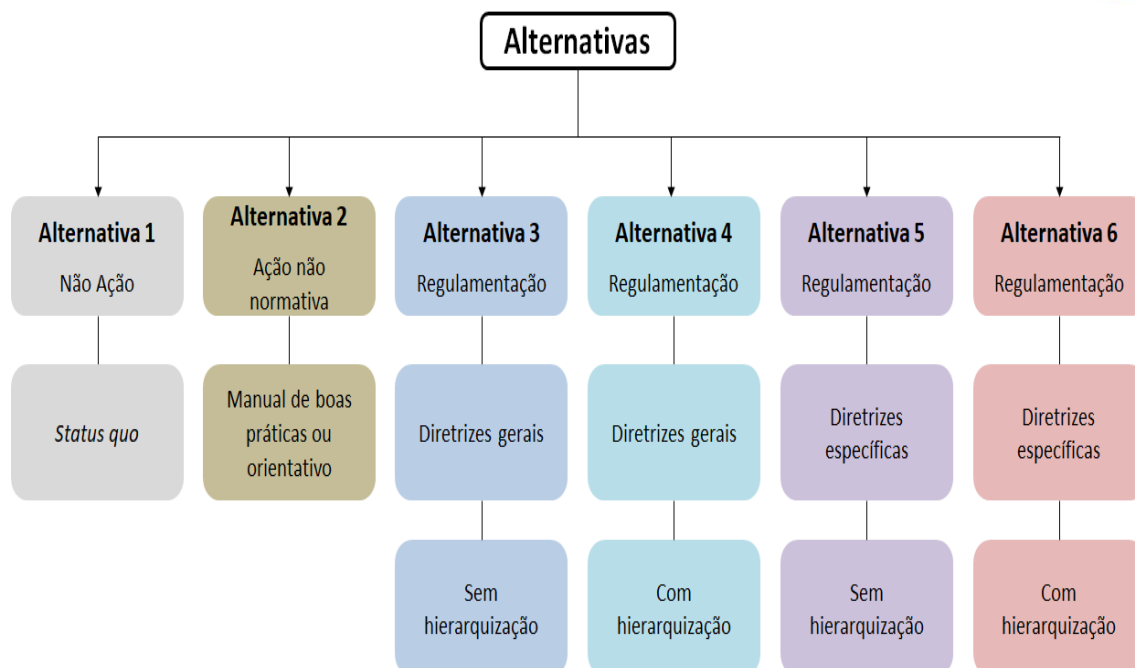 Alternativas
Alternativa 1
Não Ação
Status quo
Alternativa 2
Ação não
normativa
Manual de boas
práticas ou
orientativo
Alternativa 3
Regulamentação
Diretrizes gerais
Sem
hierarquização
Alternativa 4
Regulamentação
Diretrizes gerais
Com
hierarquização
Alternativa 5
Regulamentação
Diretrizes
específicas
Sem
hierarquização
Alternativa 6
Regulamentação
Diretrizes
específicas
Com
hierarquização